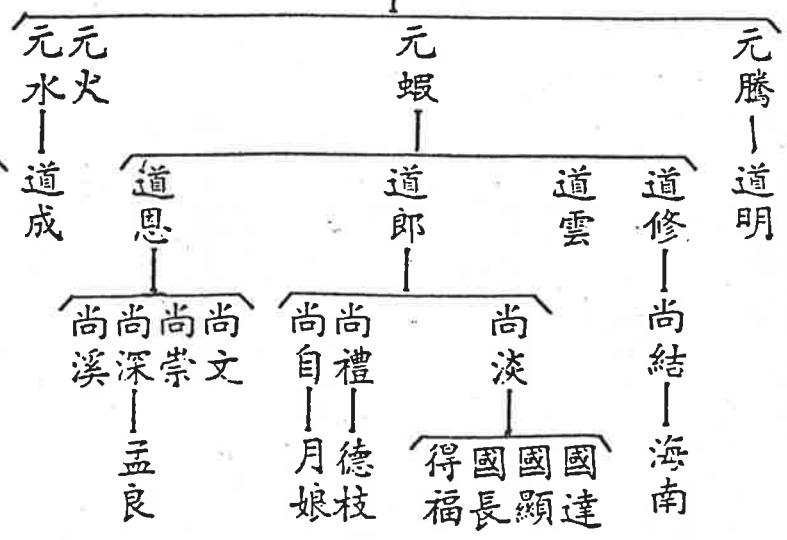 元騰
元蝦
元火
元水
道明
道修
道雲
道郎
道恩
道成
尚結
尚淡
尚禮
尚自
尚文
尚崇
尚深
尚溪
海南
國達
國顯
國長
得福
德枝
月娘
孟良